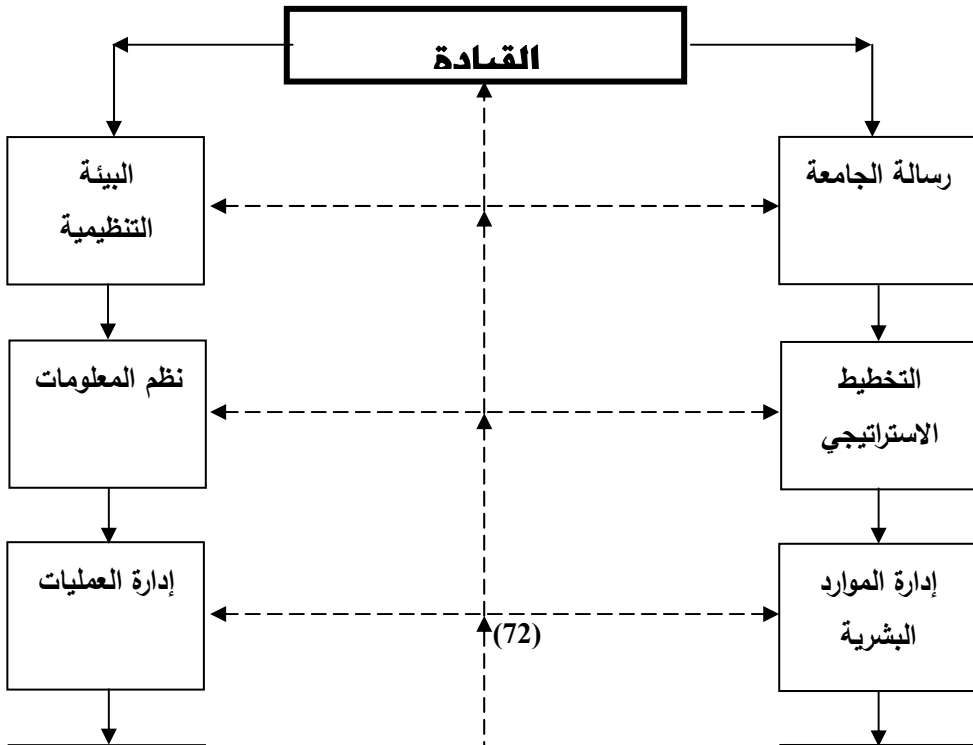 القيادة
رسالة الجامعة
البيئة
التنظيمية
التخطيط
الاستراتيجي
نظم المعلومات
إدارة الموارد
البشرية
إدارة العمليات
(72)